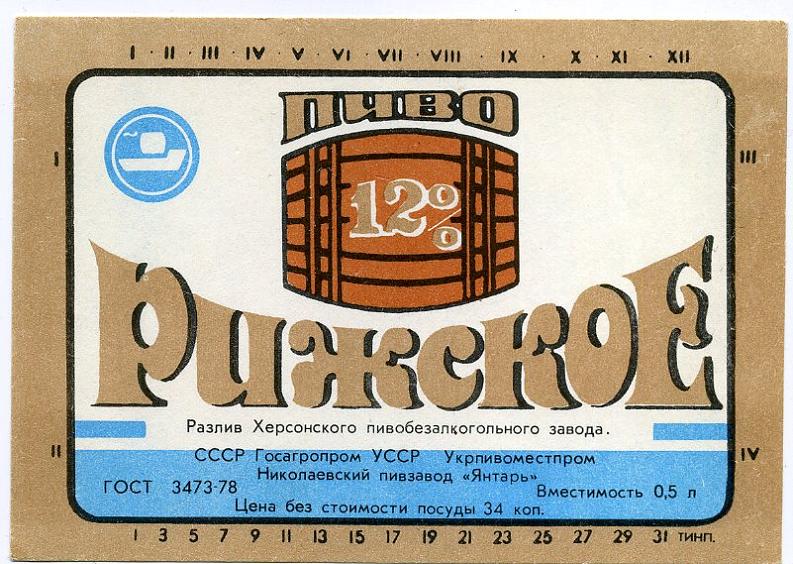 I · II · III · IV · V · VI · VII · VIII · IX · X · XI · XII
ПИВО
I
III
12%
РИЖСКОЕ
Разлив Херсонского пивобезалкогольного завода.
II
IV
СССР Госагропром УССР Укрпивоместпром
Николаевский пивзавод «Янтарь»
ГОСТ 3473-78
Вместимость 0,5 л
Цена без стоимости посуды 34 коп.
1 3 5 7 9 11 13 15 17 19 21 23 25 27 29 31 ТИНП.